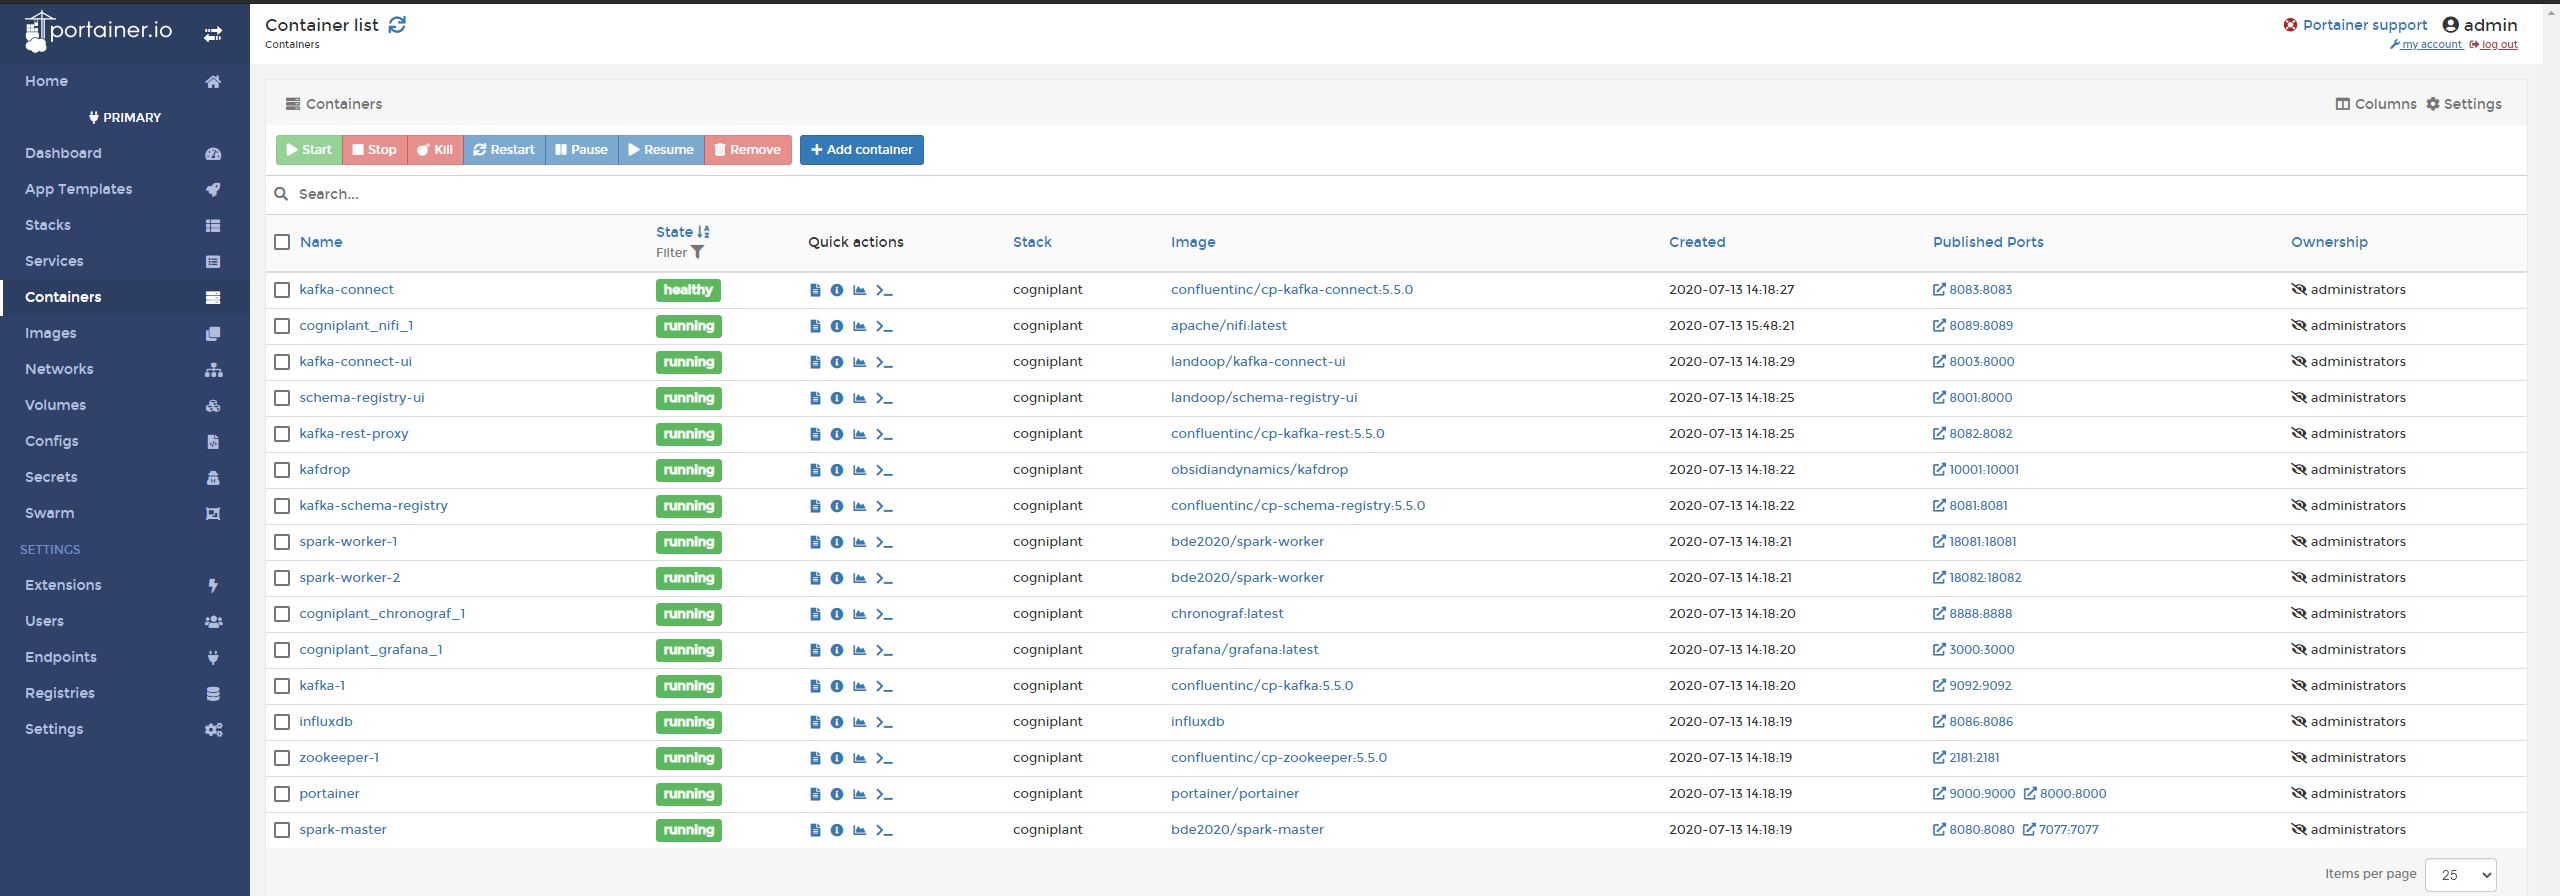 portainer.io
Home
PRIMARY
Dashboard
App Templates
Stacks
Services
Containers
Images
Networks
Volumes
Configs
Secrets
Swarm
SETTINGS
Extensions
Users
Endpoints
Registries
Settings
Container list
Containers
Portainer support admin
my account log out
Containers
Columns Settings
Start Stop Kill Restart Pause Resume Remove Add container
Search...
Name State Filter Quick actions Stack Image Created Published Ports Ownership
kafka-connect healthy cogniplant confluentinc/cp-kafka-connect:5.5.0 2020-07-13 14:18:27 8083:8083 administrators
cogniplant_nifi_1 running cogniplant apache/nifi:latest 2020-07-13 15:48:21 8089:8089 administrators
kafka-connect-ui running cogniplant landoop/kafka-connect-ui 2020-07-13 14:18:29 8003:8000 administrators
schema-registry-ui running cogniplant landoop/schema-registry-ui 2020-07-13 14:18:25 8001:8000 administrators
kafka-rest-proxy running cogniplant confluentinc/cp-kafka-rest:5.5.0 2020-07-13 14:18:25 8082:8082 administrators
kafdrop running cogniplant obsidiandynamics/kafdrop 2020-07-13 14:18:22 10001:10001 administrators
kafka-schema-registry running cogniplant confluentinc/cp-schema-registry:5.5.0 2020-07-13 14:18:22 8081:8081 administrators
spark-worker-1 running cogniplant bde2020/spark-worker 2020-07-13 14:18:21 18081:18081 administrators
spark-worker-2 running cogniplant bde2020/spark-worker 2020-07-13 14:18:21 18082:18082 administrators
cogniplant_chronograf_1 running cogniplant chronograf:latest 2020-07-13 14:18:20 8888:8888 administrators
cogniplant_grafana_1 running cogniplant grafana/grafana:latest 2020-07-13 14:18:20 3000:3000 administrators
kafka-1 running cogniplant confluentinc/cp-kafka:5.5.0 2020-07-13 14:18:20 9092:9092 administrators
influxdb running cogniplant influxdb 2020-07-13 14:18:19 8086:8086 administrators
zookeeper-1 running cogniplant confluentinc/cp-zookeeper:5.5.0 2020-07-13 14:18:19 2181:2181 administrators
portainer running cogniplant portainer/portainer 2020-07-13 14:18:19 9000:9000 8000:8000 administrators
spark-master running cogniplant bde2020/spark-master 2020-07-13 14:18:19 8080:8080 7077:7077 administrators
Items per page 25